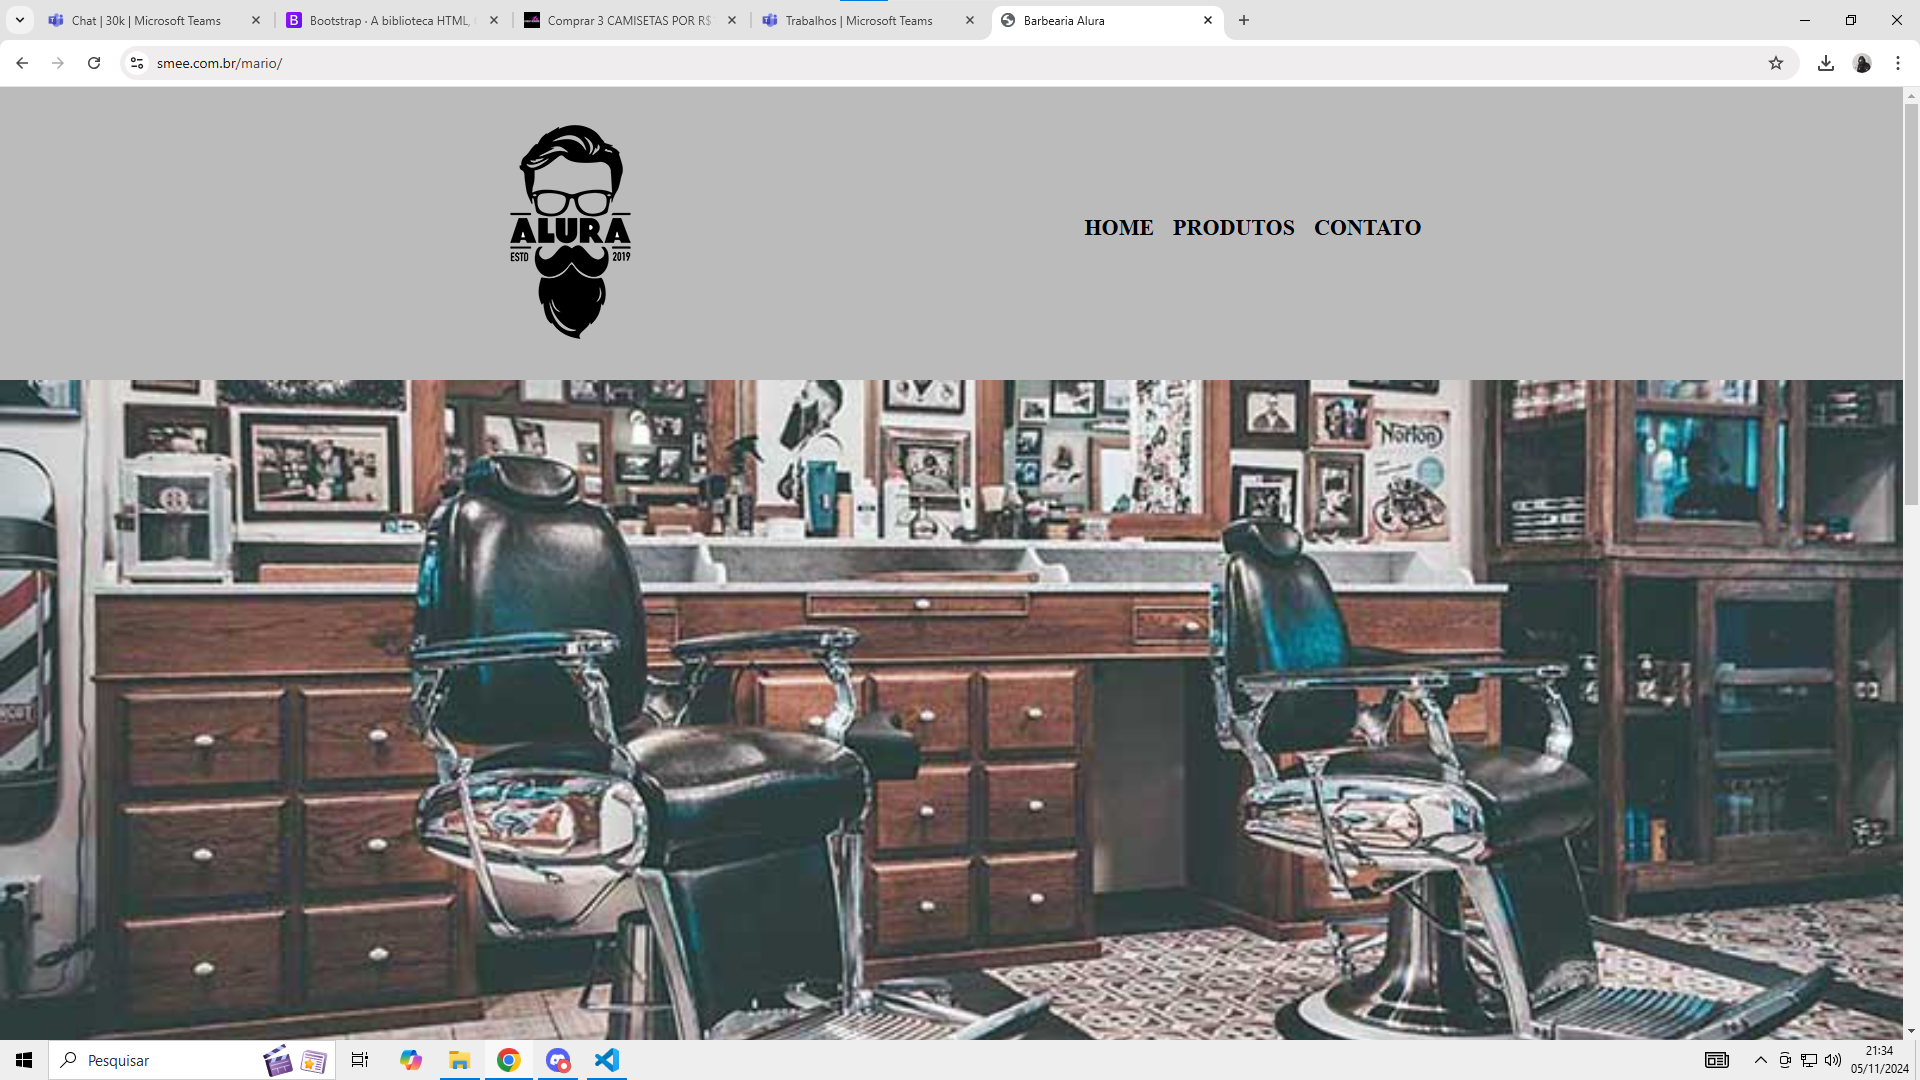 Chat | 30k | Microsoft Teams
Bootstrap · A biblioteca HTML,
Comprar 3 CAMISETAS POR R$
Trabalhos | Microsoft Teams
Barbearia Alura
smee.com.br/mario/
ALURA
ESTD 2019
HOME PRODUTOS CONTATO
Norton
Pesquisar
21:34
05/11/2024